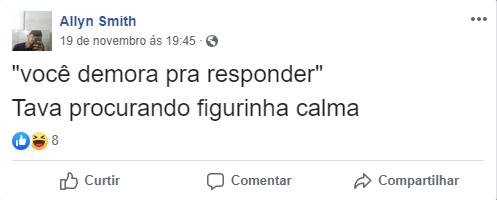 Allyn Smith
19 de novembro às 19:45 ·
"você demora pra responder"
Tava procurando figurinha calma
8
Curtir Comentar Compartilhar